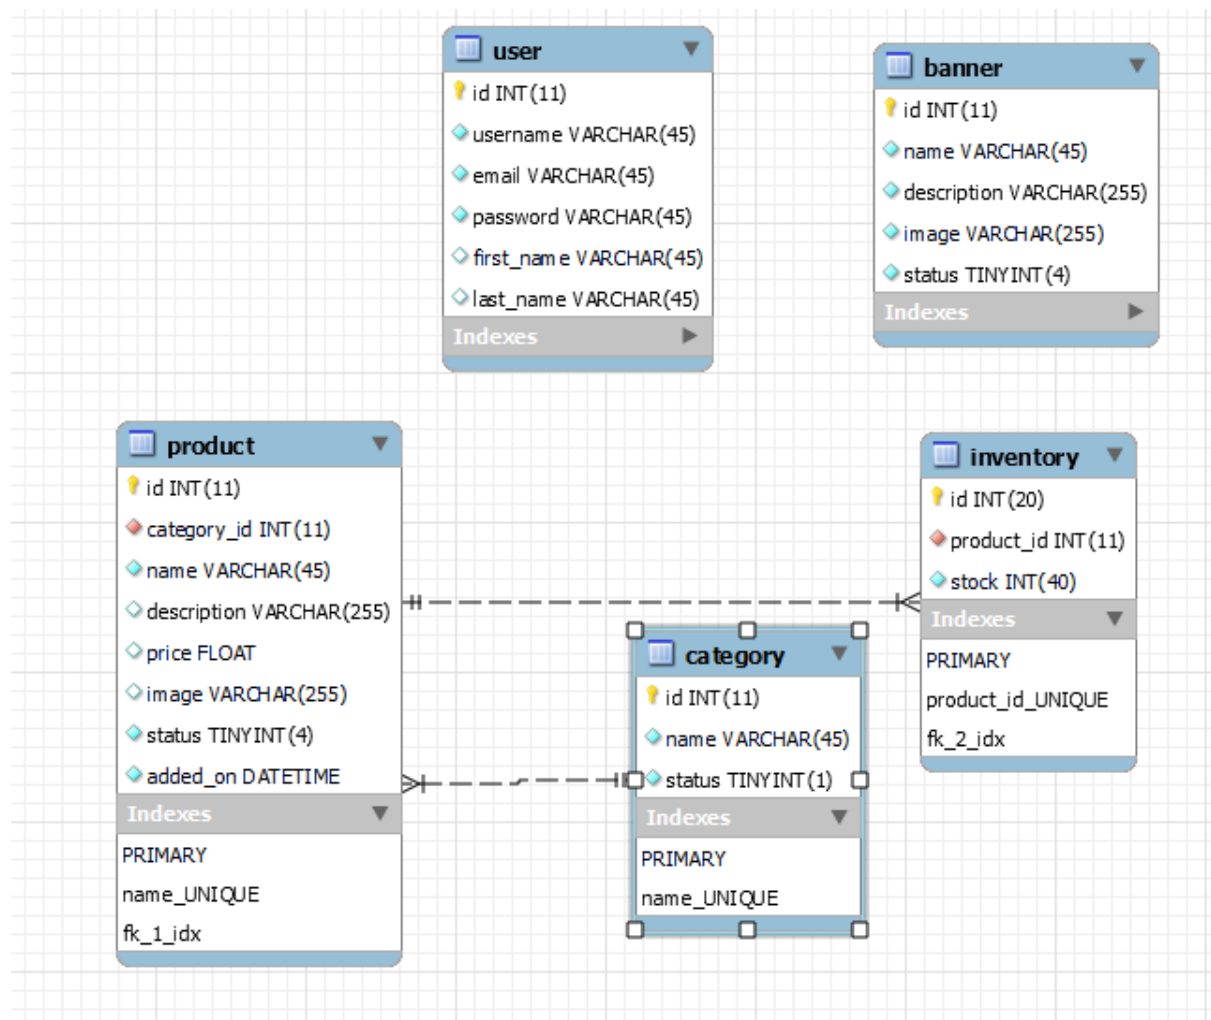 user
id INT(11)
username VARCHAR(45)
email VARCHAR(45)
password VARCHAR(45)
first_name VARCHAR(45)
last_name VARCHAR(45)
Indexes
banner
id INT(11)
name VARCHAR(45)
description VARCHAR(255)
image VARCHAR(255)
status TINYINT(4)
Indexes
product
id INT(11)
category_id INT(11)
name VARCHAR(45)
description VARCHAR(255)
price FLOAT
image VARCHAR(255)
status TINYINT(4)
added_on DATETIME
Indexes
PRIMARY
name_UNIQUE
fk_1_idx
category
id INT(11)
name VARCHAR(45)
status TINYINT(1)
Indexes
PRIMARY
name_UNIQUE
inventory
id INT(20)
product_id INT(11)
stock INT(40)
Indexes
PRIMARY
product_id_UNIQUE
fk_2_idx